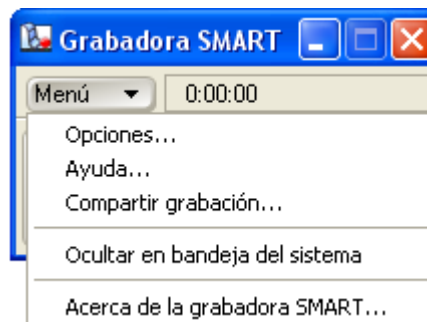 Grabadora SMART
Menú 0:00:00
Opciones...
Ayuda...
Compartir grabación...
Ocultar en bandeja del sistema
Acerca de la grabadora SMART...